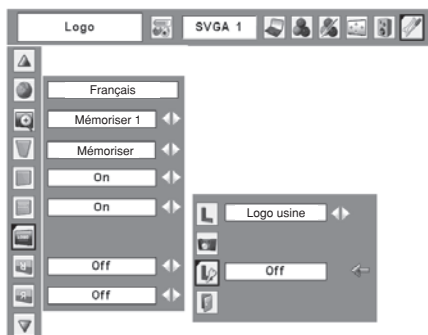 Logo
SVGA 1
Français
Mémoriser 1
Mémoriser
On
On
Logo usine
Off
Off
Off